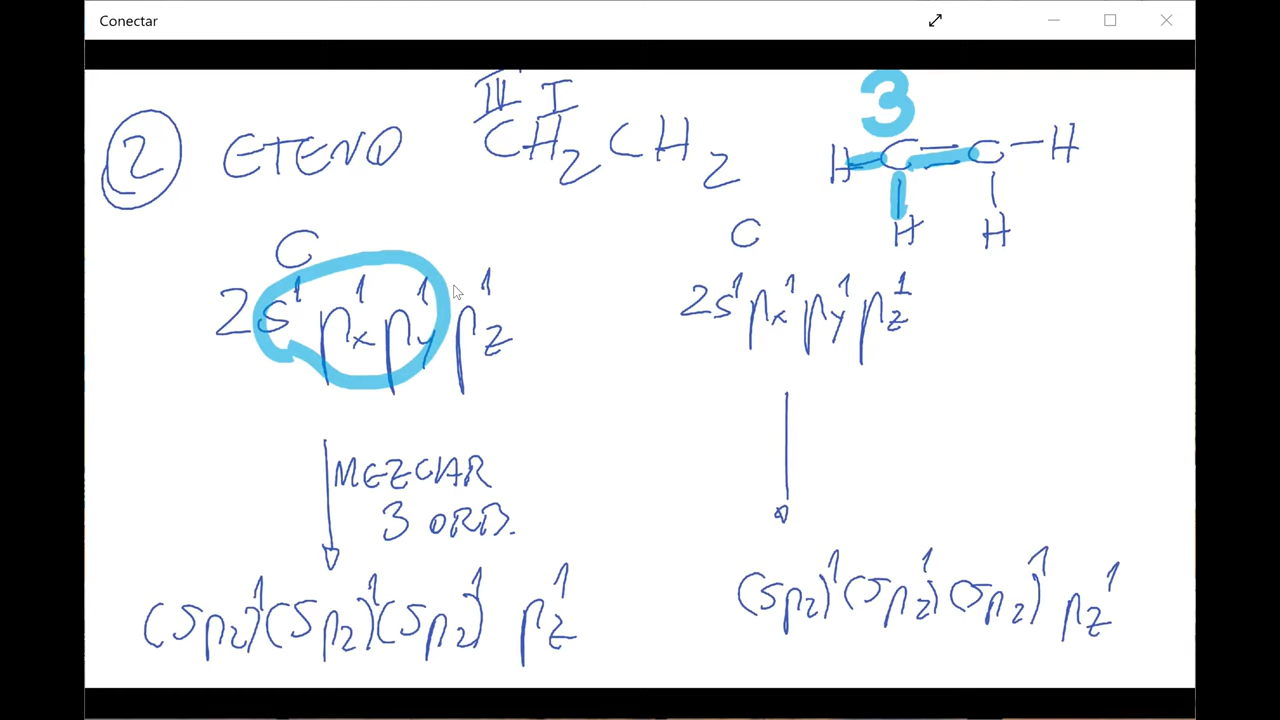 Conectar
IV I
3
2 ETENO CH2CH2 H-C=C-H
H H
C C
2s¹ px¹ py¹ pz¹ 2s¹ px¹ py¹ pz¹
MEZCLAR
3 ORB.
(sp2)¹(sp2)¹(sp2)¹ pz¹ (sp2)¹(sp2)¹(sp2)¹ pz¹